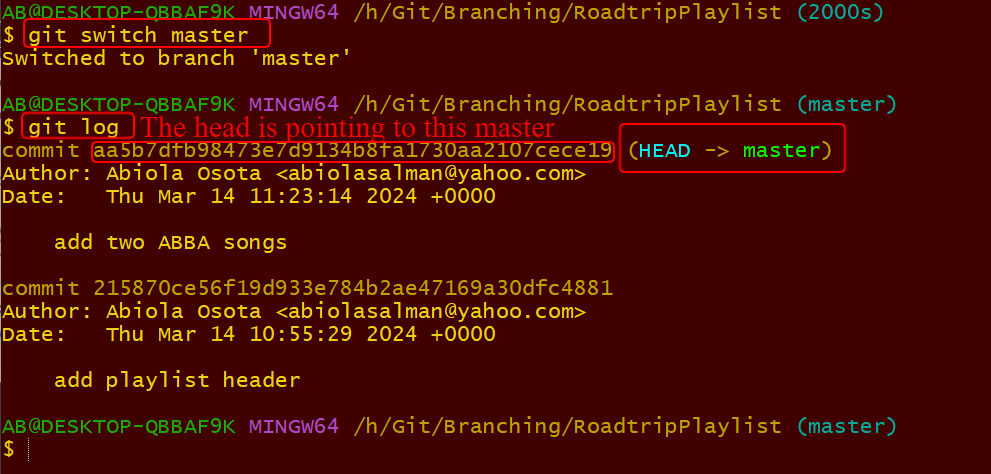 AB@DESKTOP-QBBAF9K MINGW64 /h/Git/Branching/RoadtripPlaylist (2000s)
$ git switch master
Switched to branch 'master'
AB@DESKTOP-QBBAF9K MINGW64 /h/Git/Branching/RoadtripPlaylist (master)
$ git log The head is pointing to this master
commit aa5b7dfb98473e7d9134b8fa1730aa2107cece19 (HEAD -> master)
Author: Abiola Osota <abiolasalman@yahoo.com>
Date:   Thu Mar 14 11:23:14 2024 +0000
    add two ABBA songs
commit 215870ce56f19d933e784b2ae47169a30dfc4881
Author: Abiola Osota <abiolasalman@yahoo.com>
Date:   Thu Mar 14 10:55:29 2024 +0000
    add playlist header
AB@DESKTOP-QBBAF9K MINGW64 /h/Git/Branching/RoadtripPlaylist (master)
$